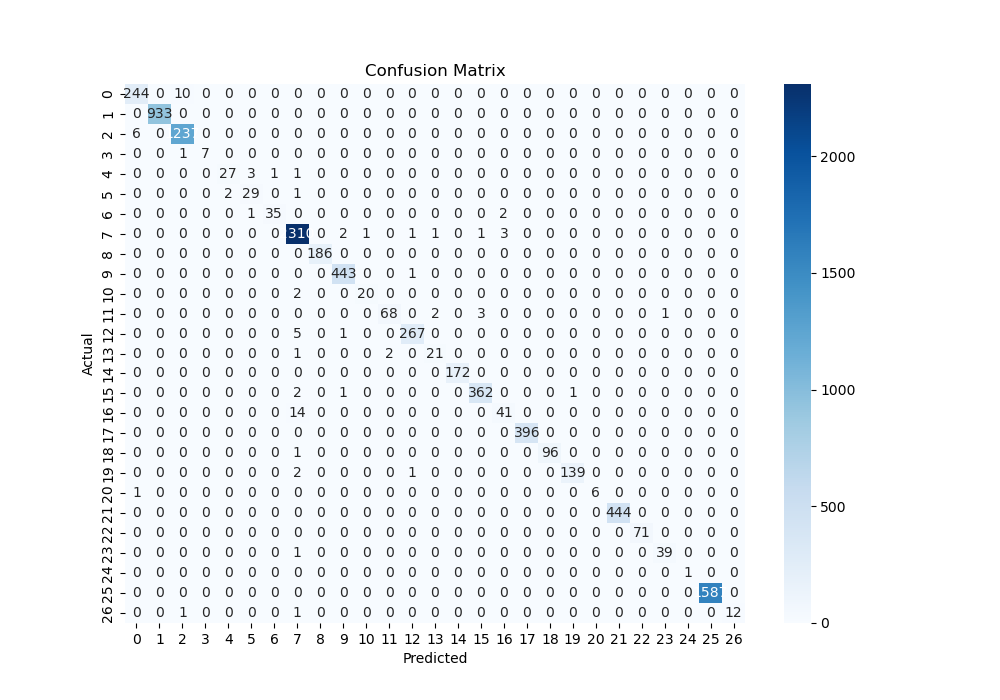 Confusion Matrix
0 244 0 10 0 0 0 0 0 0 0 0 0 0 0 0 0 0 0 0 0 0 0 0 0 0 0 0
1 0 933 0 0 0 0 0 0 0 0 0 0 0 0 0 0 0 0 0 0 0 0 0 0 0 0 0
2 6 0 237 0 0 0 0 0 0 0 0 0 0 0 0 0 0 0 0 0 0 0 0 0 0 0 0
3 0 0 1 7 0 0 0 0 0 0 0 0 0 0 0 0 0 0 0 0 0 0 0 0 0 0 0
4 0 0 0 0 27 3 1 1 0 0 0 0 0 0 0 0 0 0 0 0 0 0 0 0 0 0 0
5 0 0 0 0 2 29 0 1 0 0 0 0 0 0 0 0 0 0 0 0 0 0 0 0 0 0 0
6 0 0 0 0 0 1 35 0 0 0 0 0 0 0 0 0 2 0 0 0 0 0 0 0 0 0 0
7 0 0 0 0 0 0 0 310 0 2 1 0 1 1 0 1 3 0 0 0 0 0 0 0 0 0 0
8 0 0 0 0 0 0 0 0 186 0 0 0 0 0 0 0 0 0 0 0 0 0 0 0 0 0 0
9 0 0 0 0 0 0 0 0 0 443 0 0 1 0 0 0 0 0 0 0 0 0 0 0 0 0 0
10 0 0 0 0 0 0 0 2 0 0 20 0 0 0 0 0 0 0 0 0 0 0 0 0 0 0 0
11 0 0 0 0 0 0 0 0 0 0 0 68 0 2 0 3 0 0 0 0 0 0 0 1 0 0 0
12 0 0 0 0 0 0 0 5 0 1 0 0 267 0 0 0 0 0 0 0 0 0 0 0 0 0 0
13 0 0 0 0 0 0 0 1 0 0 0 2 0 21 0 0 0 0 0 0 0 0 0 0 0 0 0
14 0 0 0 0 0 0 0 0 0 0 0 0 0 0 172 0 0 0 0 0 0 0 0 0 0 0 0
15 0 0 0 0 0 0 0 2 0 1 0 0 0 0 0 362 0 0 0 1 0 0 0 0 0 0 0
16 0 0 0 0 0 0 0 14 0 0 0 0 0 0 0 0 41 0 0 0 0 0 0 0 0 0 0
17 0 0 0 0 0 0 0 0 0 0 0 0 0 0 0 0 0 396 0 0 0 0 0 0 0 0 0
18 0 0 0 0 0 0 0 1 0 0 0 0 0 0 0 0 0 0 96 0 0 0 0 0 0 0 0
19 0 0 0 0 0 0 0 2 0 0 0 0 1 0 0 0 0 0 0 139 0 0 0 0 0 0 0
20 1 0 0 0 0 0 0 0 0 0 0 0 0 0 0 0 0 0 0 0 6 0 0 0 0 0 0
21 0 0 0 0 0 0 0 0 0 0 0 0 0 0 0 0 0 0 0 0 0 444 0 0 0 0 0
22 0 0 0 0 0 0 0 0 0 0 0 0 0 0 0 0 0 0 0 0 0 0 71 0 0 0 0
23 0 0 0 0 0 0 0 1 0 0 0 0 0 0 0 0 0 0 0 0 0 0 0 39 0 0 0
24 0 0 0 0 0 0 0 0 0 0 0 0 0 0 0 0 0 0 0 0 0 0 0 0 1 0 0
25 0 0 0 0 0 0 0 0 0 0 0 0 0 0 0 0 0 0 0 0 0 0 0 0 0 587 0
26 0 0 1 0 0 0 0 1 0 0 0 0 0 0 0 0 0 0 0 0 0 0 0 0 0 0 12
0 1 2 3 4 5 6 7 8 9 10 11 12 13 14 15 16 17 18 19 20 21 22 23 24 25 26
Predicted
Actual
2000
1500
1000
500
0